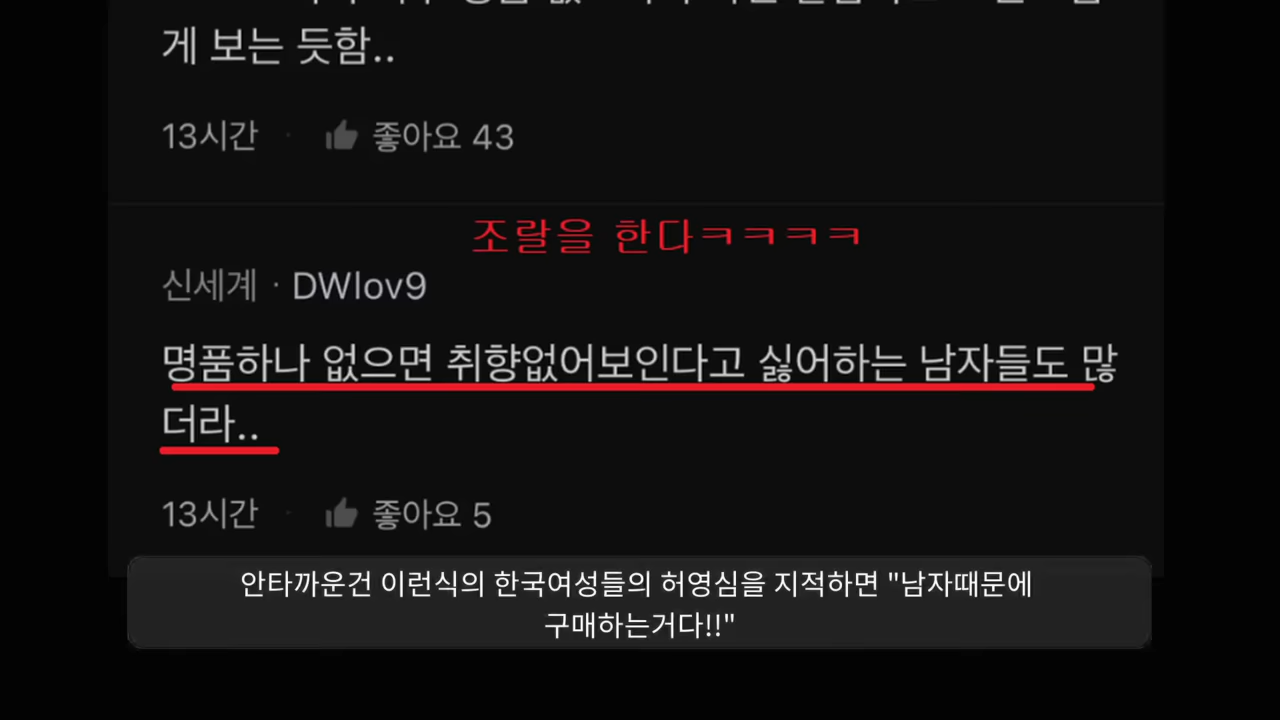 게 보는 듯함..
13시간 · 좋아요 43
조랄을 한다ㅋㅋㅋㅋ
신세계 · DWlov9
명품하나 없으면 취향없어보인다고 싫어하는 남자들도 많
더라..
13시간 · 좋아요 5
안타까운건 이런식의 한국여성들의 허영심을 지적하면 "남자때문에
구매하는거다!!"